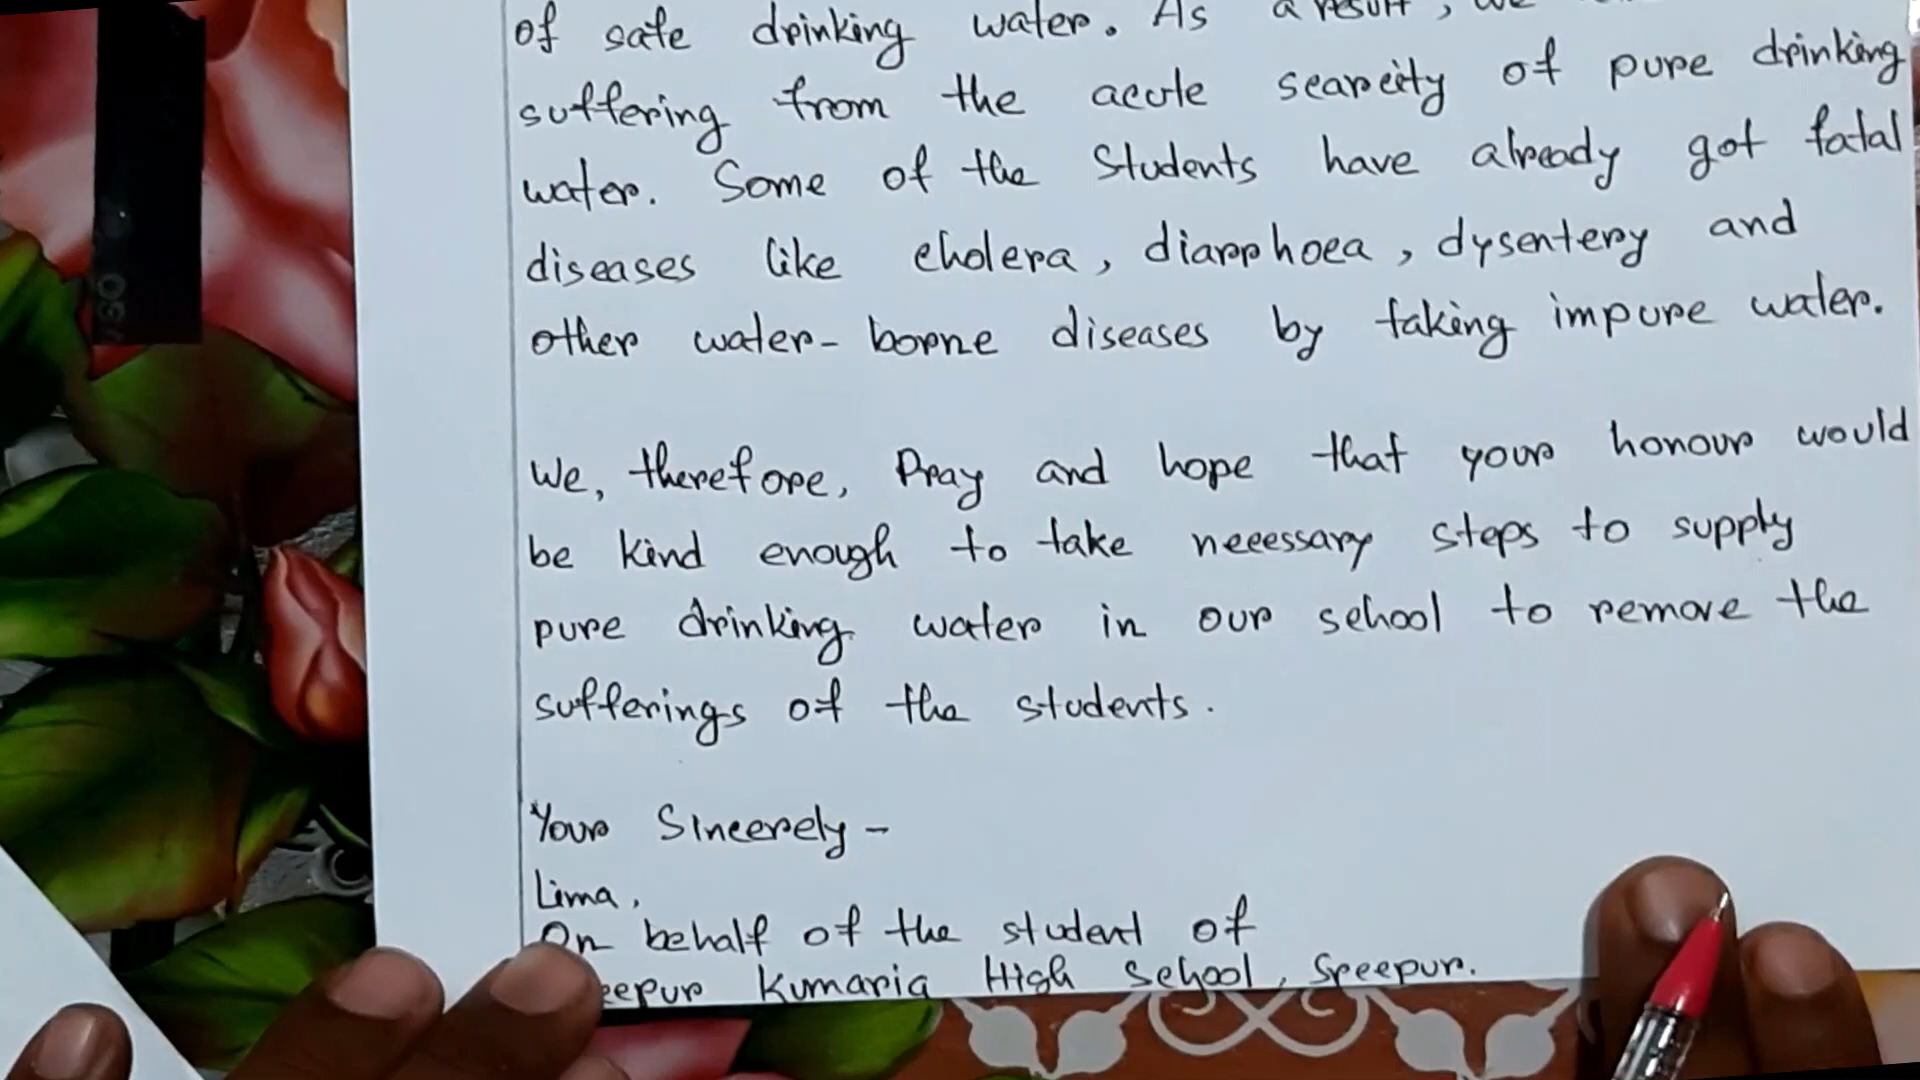 of safe drinking water. As a result, we
suffering from the acute scarcity of pure drinking
water. Some of the students have already got fatal
diseases like cholera, diarrhoea, dysentery and
other water-borne diseases by taking impure water.
We, therefore, Pray and hope that your honour would
be kind enough to take necessary steps to supply
pure drinking water in our school to remove the
sufferings of the students.
Your Sincerely -
Lima,
On behalf of the student of
eepur Kumaria High School, Sreepur.